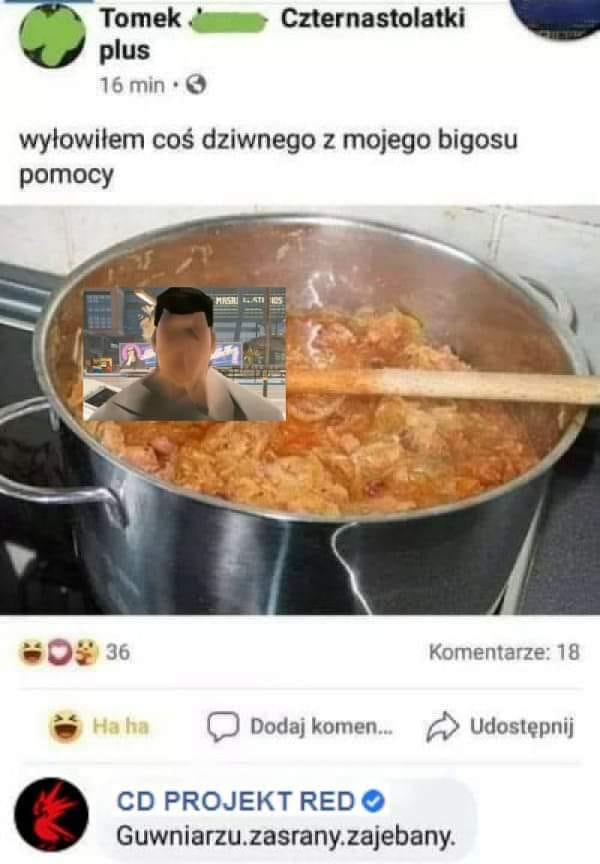 Tomek Czternastolatki
plus
16 min
wyłowiłem coś dziwnego z mojego bigosu
pomocy
36
Komentarze: 18
Ha ha
Dodaj komen...
Udostępnij
CD PROJEKT RED
Guwniarzu.zasrany.zajebany.